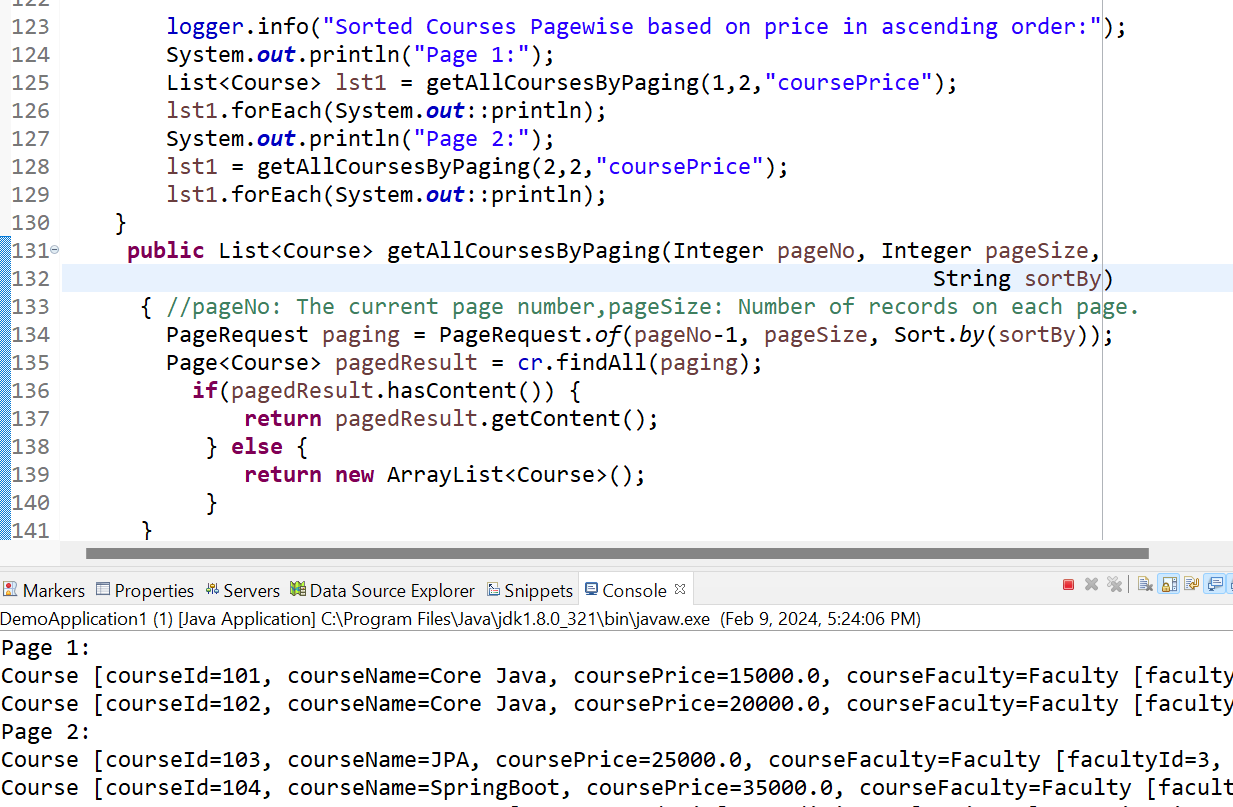 122
123 logger.info("Sorted Courses Pagewise based on price in ascending order:");
124 System.out.println("Page 1:");
125 List<Course> lst1 = getAllCoursesByPaging(1,2,"coursePrice");
126 lst1.forEach(System.out::println);
127 System.out.println("Page 2:");
128 lst1 = getAllCoursesByPaging(2,2,"coursePrice");
129 lst1.forEach(System.out::println);
130 }
131 public List<Course> getAllCoursesByPaging(Integer pageNo, Integer pageSize,
132 String sortBy)
133 { //pageNo: The current page number,pageSize: Number of records on each page.
134 PageRequest paging = PageRequest.of(pageNo-1, pageSize, Sort.by(sortBy));
135 Page<Course> pagedResult = cr.findAll(paging);
136 if(pagedResult.hasContent()) {
137 return pagedResult.getContent();
138 } else {
139 return new ArrayList<Course>();
140 }
141 }
Markers Properties Servers Data Source Explorer Snippets Console
DemoApplication1 (1) [Java Application] C:\Program Files\Java\jdk1.8.0_321\bin\javaw.exe (Feb 9, 2024, 5:24:06 PM)
Page 1:
Course [courseId=101, courseName=Core Java, coursePrice=15000.0, courseFaculty=Faculty [faculty
Course [courseId=102, courseName=Core Java, coursePrice=20000.0, courseFaculty=Faculty [faculty
Page 2:
Course [courseId=103, courseName=JPA, coursePrice=25000.0, courseFaculty=Faculty [facultyId=3,
Course [courseId=104, courseName=SpringBoot, coursePrice=35000.0, courseFaculty=Faculty [facult